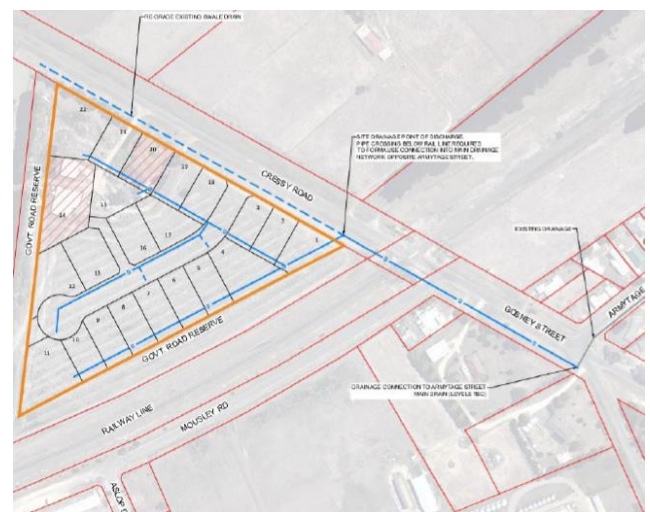 RE-GRADE EXISTING SWALE DRAIN
SITE DRAINAGE POINT OF DISCHARGE.
PIPE CROSSING BELOW RAIL LINE REQUIRED
TO FORMALISE CONNECTION INTO MAIN DRAINAGE
NETWORK OPPOSITE ARMYTAGE STREET.
CRESSY ROAD
GOVT. ROAD RESERVE
EXISTING DRAINAGE
GOSNEY STREET
ARMYTAGE
22
21
20
19
18
3
2
1
14
13
17
16
15
12
4
5
6
7
8
9
10
11
GOVT. ROAD RESERVE
DRAINAGE CONNECTION TO ARMYTAGE STREET
MAIN DRAIN (LEVELS TBC)
RAILWAY LINE
MOUSLEY RD